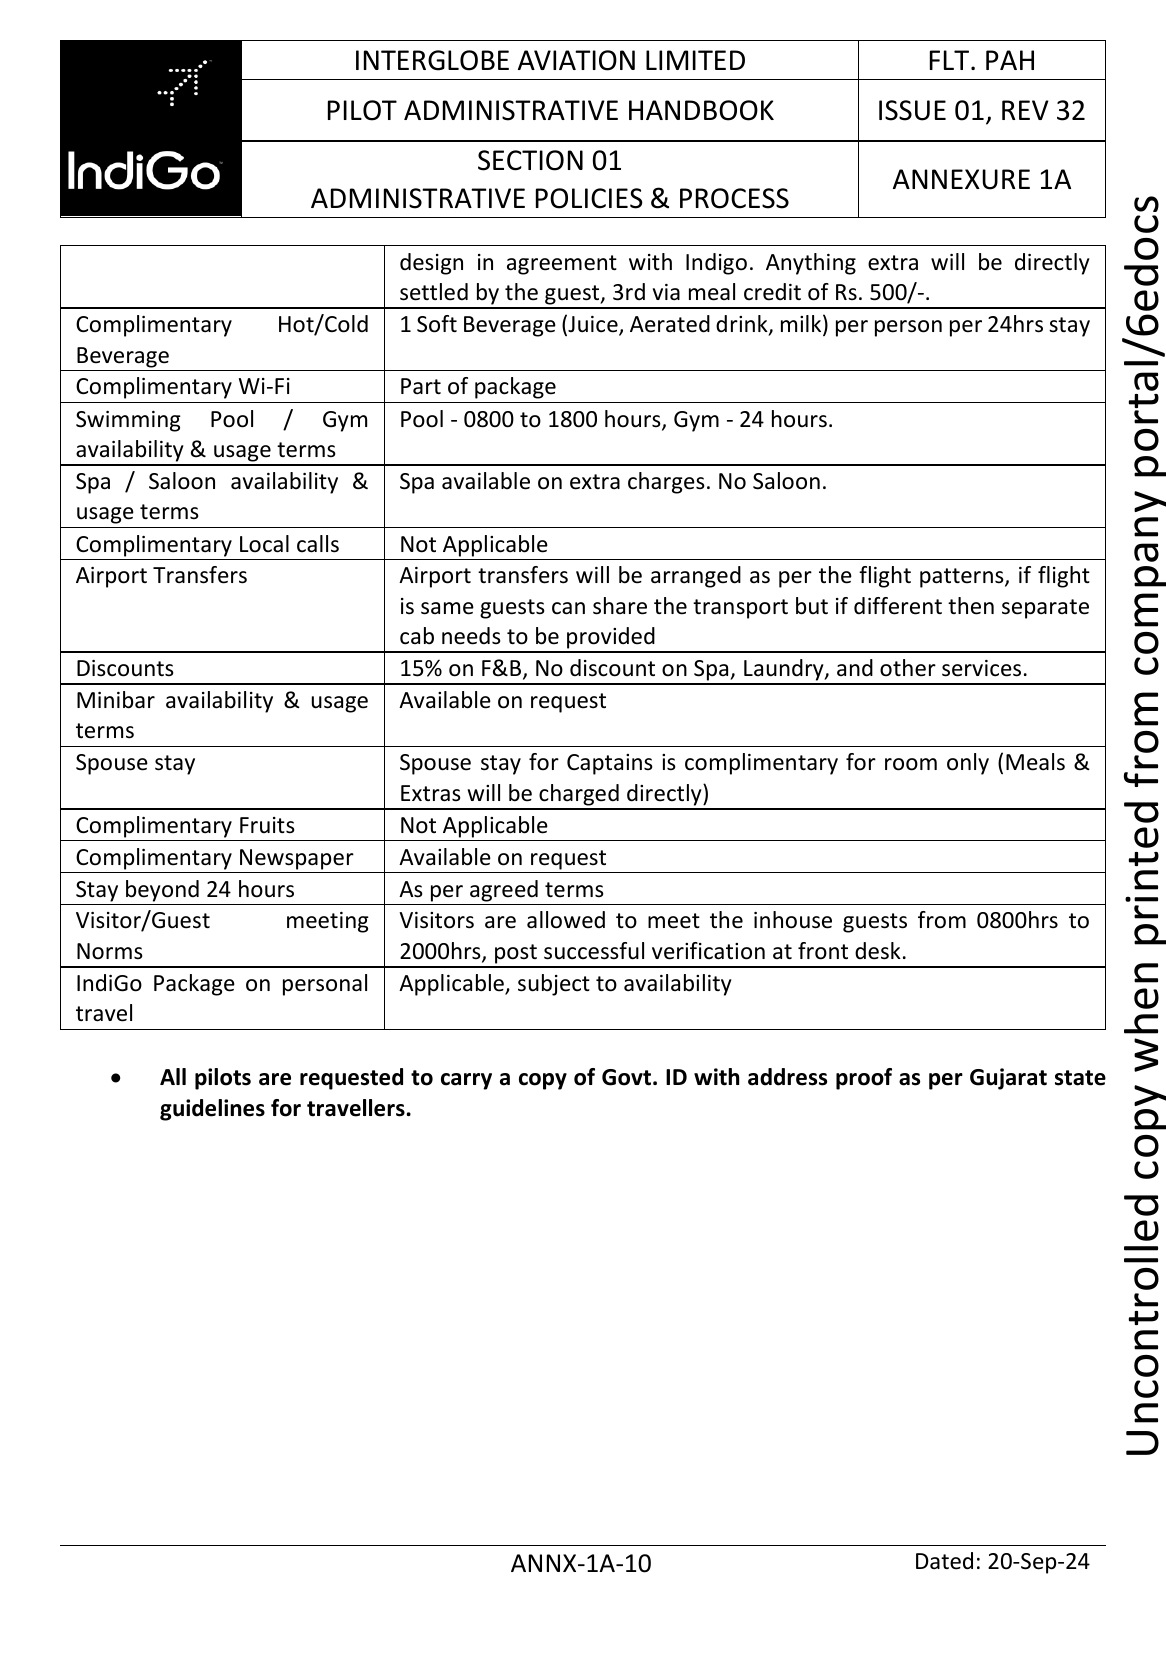 IndiGo
INTERGLOBE AVIATION LIMITED
FLT. PAH
PILOT ADMINISTRATIVE HANDBOOK
ISSUE 01, REV 32
SECTION 01
ADMINISTRATIVE POLICIES & PROCESS
ANNEXURE 1A
design in agreement with Indigo. Anything extra will be directly
settled by the guest, 3rd via meal credit of Rs. 500/-.
Complimentary Hot/Cold
Beverage
1 Soft Beverage (Juice, Aerated drink, milk) per person per 24hrs stay
Complimentary Wi-Fi
Part of package
Swimming Pool / Gym
availability & usage terms
Pool - 0800 to 1800 hours, Gym - 24 hours.
Spa / Saloon availability &
usage terms
Spa available on extra charges. No Saloon.
Complimentary Local calls
Not Applicable
Airport Transfers
Airport transfers will be arranged as per the flight patterns, if flight
is same guests can share the transport but if different then separate
cab needs to be provided
Discounts
15% on F&B, No discount on Spa, Laundry, and other services.
Minibar availability & usage
terms
Available on request
Spouse stay
Spouse stay for Captains is complimentary for room only (Meals &
Extras will be charged directly)
Complimentary Fruits
Not Applicable
Complimentary Newspaper
Available on request
Stay beyond 24 hours
As per agreed terms
Visitor/Guest meeting
Norms
Visitors are allowed to meet the inhouse guests from 0800hrs to
2000hrs, post successful verification at front desk.
IndiGo Package on personal
travel
Applicable, subject to availability
• All pilots are requested to carry a copy of Govt. ID with address proof as per Gujarat state
guidelines for travellers.
ANNX-1A-10
Dated: 20-Sep-24
Uncontrolled copy when printed from company portal/6edocs